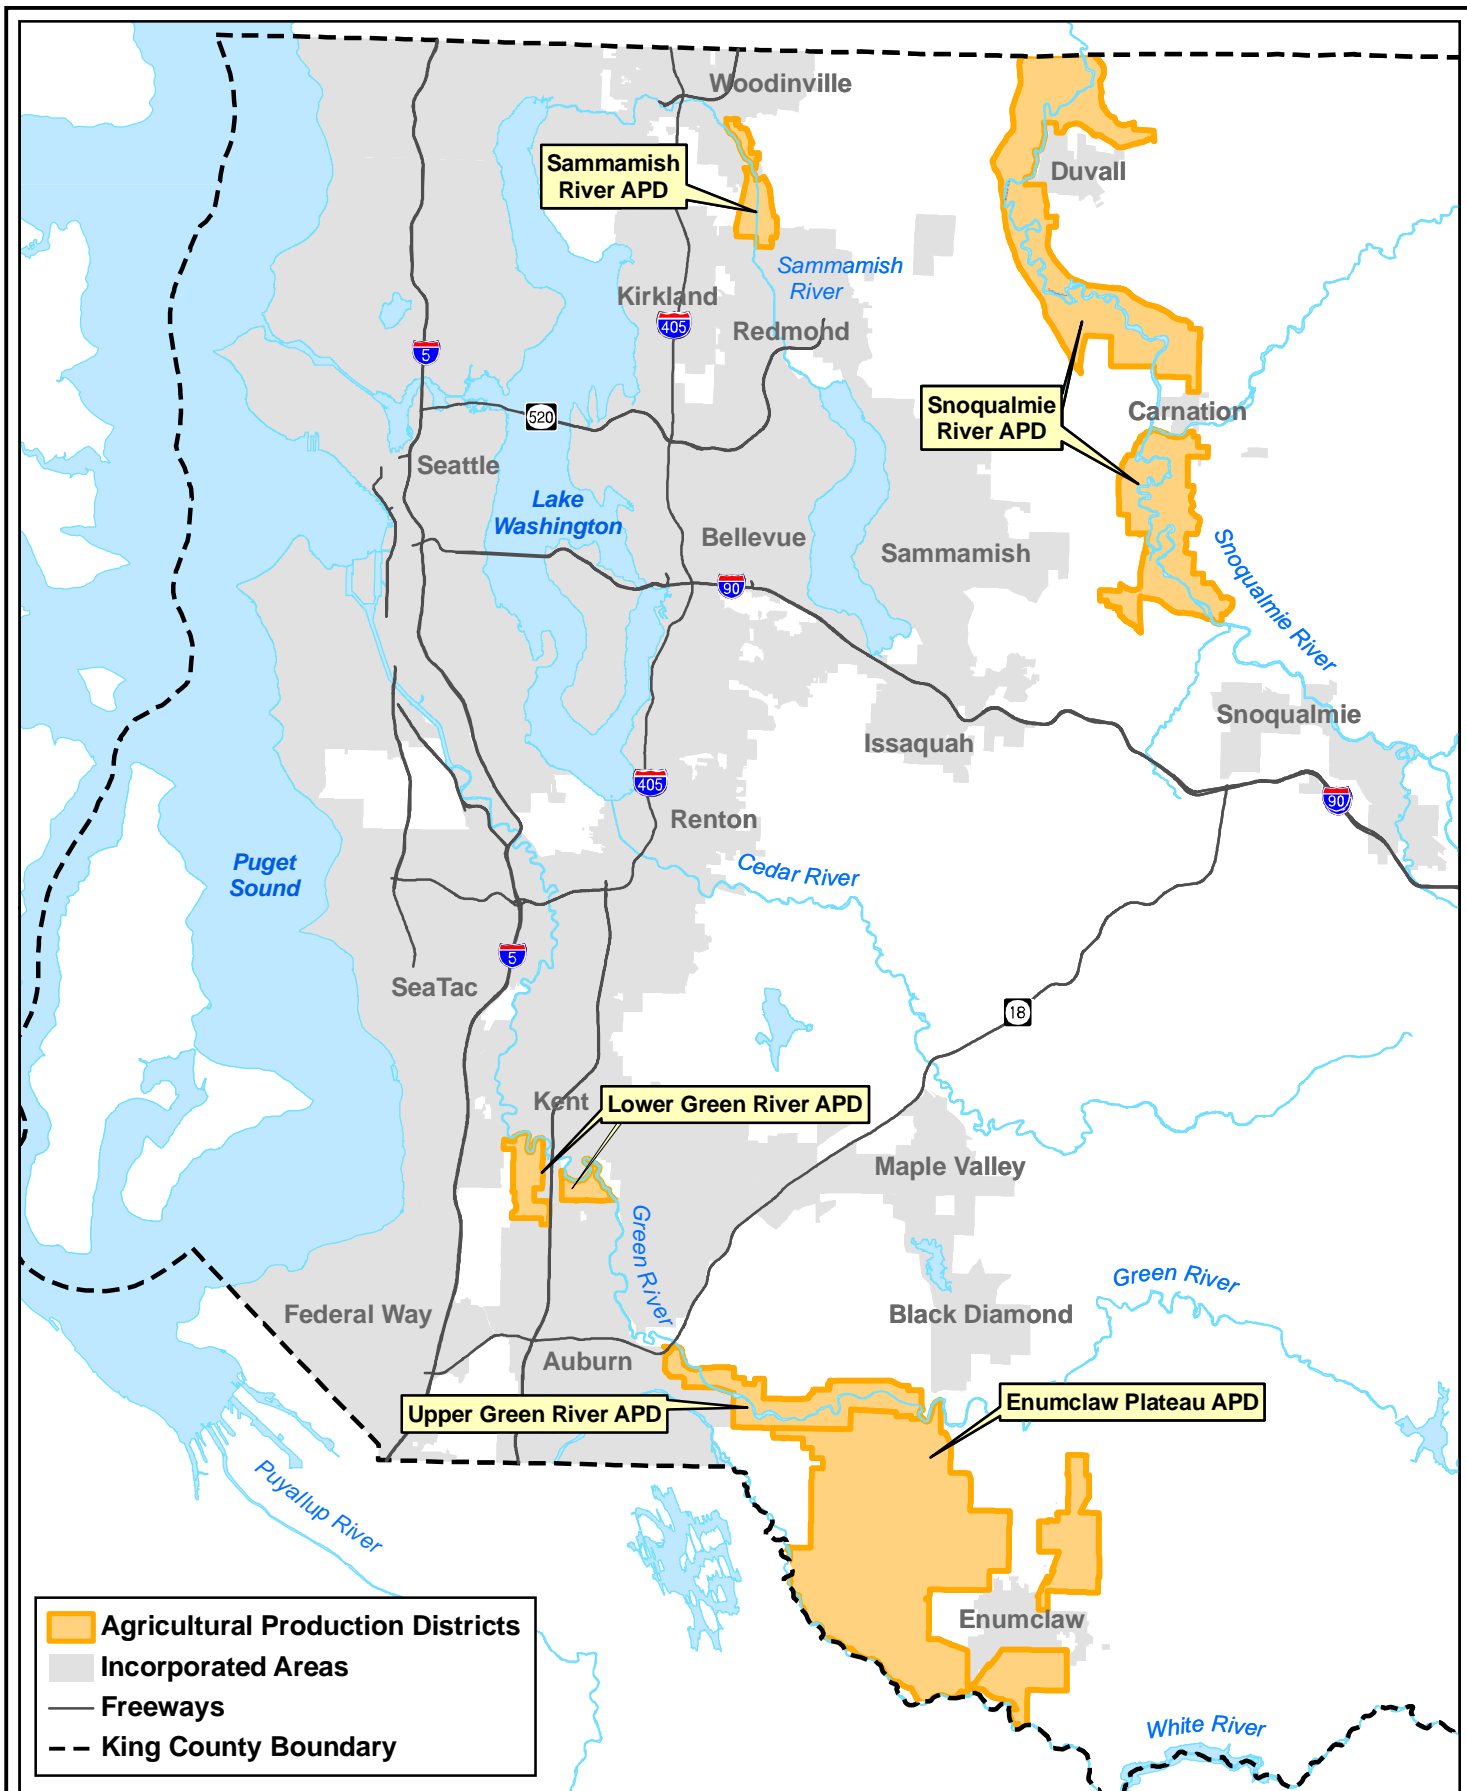 Woodinville
Sammamish
River APD
Duvall
Sammamish
River
Kirkland
405
Redmond
5
Snoqualmie
River APD
Carnation
520
Seattle
Lake
Washington
Bellevue
Sammamish
Snoqualmie River
90
Snoqualmie
Issaquah
405
90
Renton
Puget
Sound
Cedar River
5
SeaTac
18
Kent
Lower Green River APD
Maple Valley
Green River
Green River
Federal Way
Black Diamond
Auburn
Upper Green River APD
Enumclaw Plateau APD
Puyallup River
Enumclaw
White River
Agricultural Production Districts
Incorporated Areas
Freeways
King County Boundary